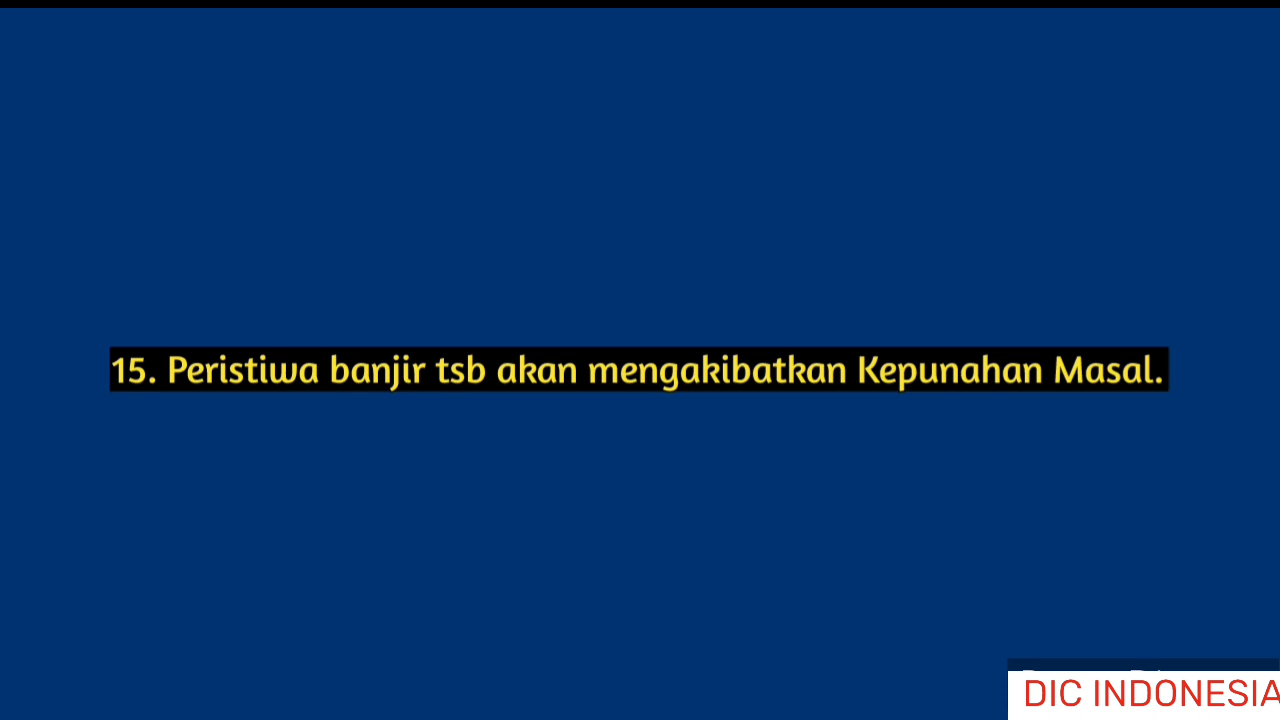 15. Peristiwa banjir tsb akan mengakibatkan Kepunahan Masal.
DIC INDONESIA